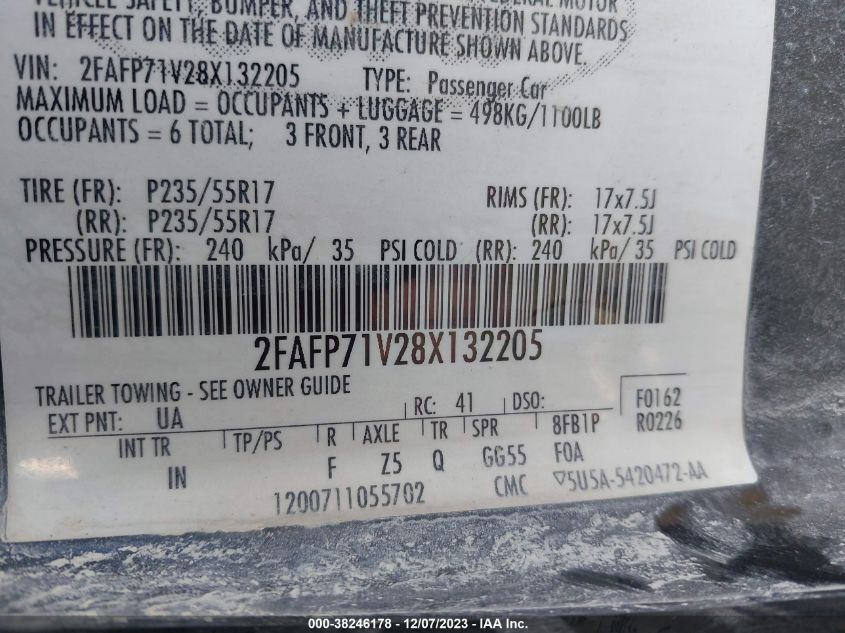 VEHICLE SAFETY, BUMPER, AND THEFT PREVENTION STANDARDS
IN EFFECT ON THE DATE OF MANUFACTURE SHOWN ABOVE.
VIN: 2FAFP71V28X132205 TYPE: Passenger Car
MAXIMUM LOAD = OCCUPANTS + LUGGAGE = 498KG/1100LB
OCCUPANTS = 6 TOTAL; 3 FRONT, 3 REAR
TIRE (FR): P235/55R17 RIMS (FR): 17x7.5J
(RR): P235/55R17 (RR): 17x7.5J
PRESSURE (FR): 240 kPa/ 35 PSI COLD (RR): 240 kPa/ 35 PSI COLD
2FAFP71V28X132205
TRAILER TOWING - SEE OWNER GUIDE
EXT PNT: UA RC: 41 DSO: F0162
INT TR TP/PS R AXLE TR SPR 8FB1P R0226
IN F Z5 Q GG55 FOA
1200711055702 CMC ▽5U5A-5420472-AA
000-38246178 - 12/07/2023 - IAA Inc.